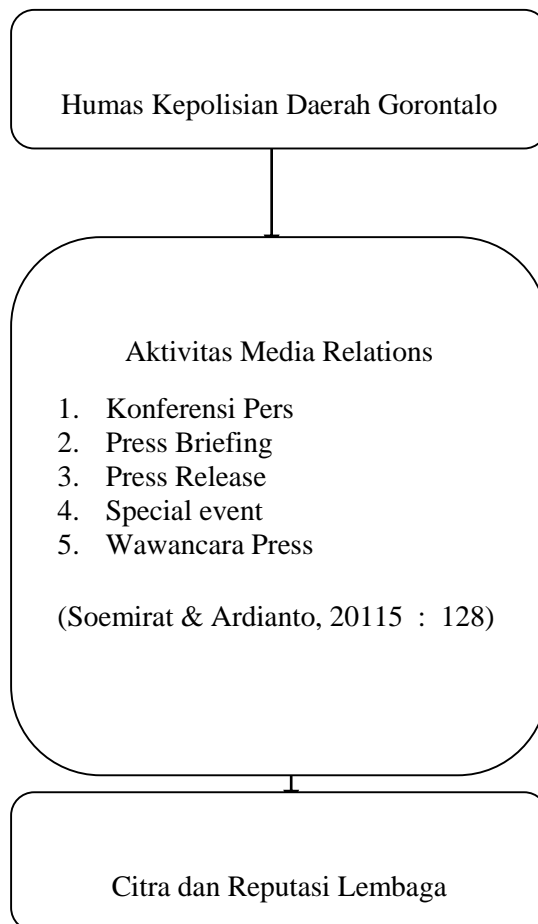 Humas Kepolisian Daerah Gorontalo
Aktivitas Media Relations
1. Konferensi Pers
2. Press Briefing
3. Press Release
4. Special event
5. Wawancara Press
(Soemirat & Ardianto, 20115 : 128)
Citra dan Reputasi Lembaga